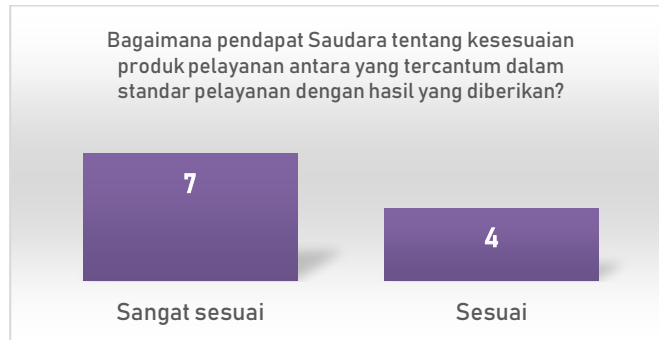 Bagaimana pendapat Saudara tentang kesesuaian
produk pelayanan antara yang tercantum dalam
standar pelayanan dengan hasil yang diberikan?
7
4
Sangat sesuai
Sesuai